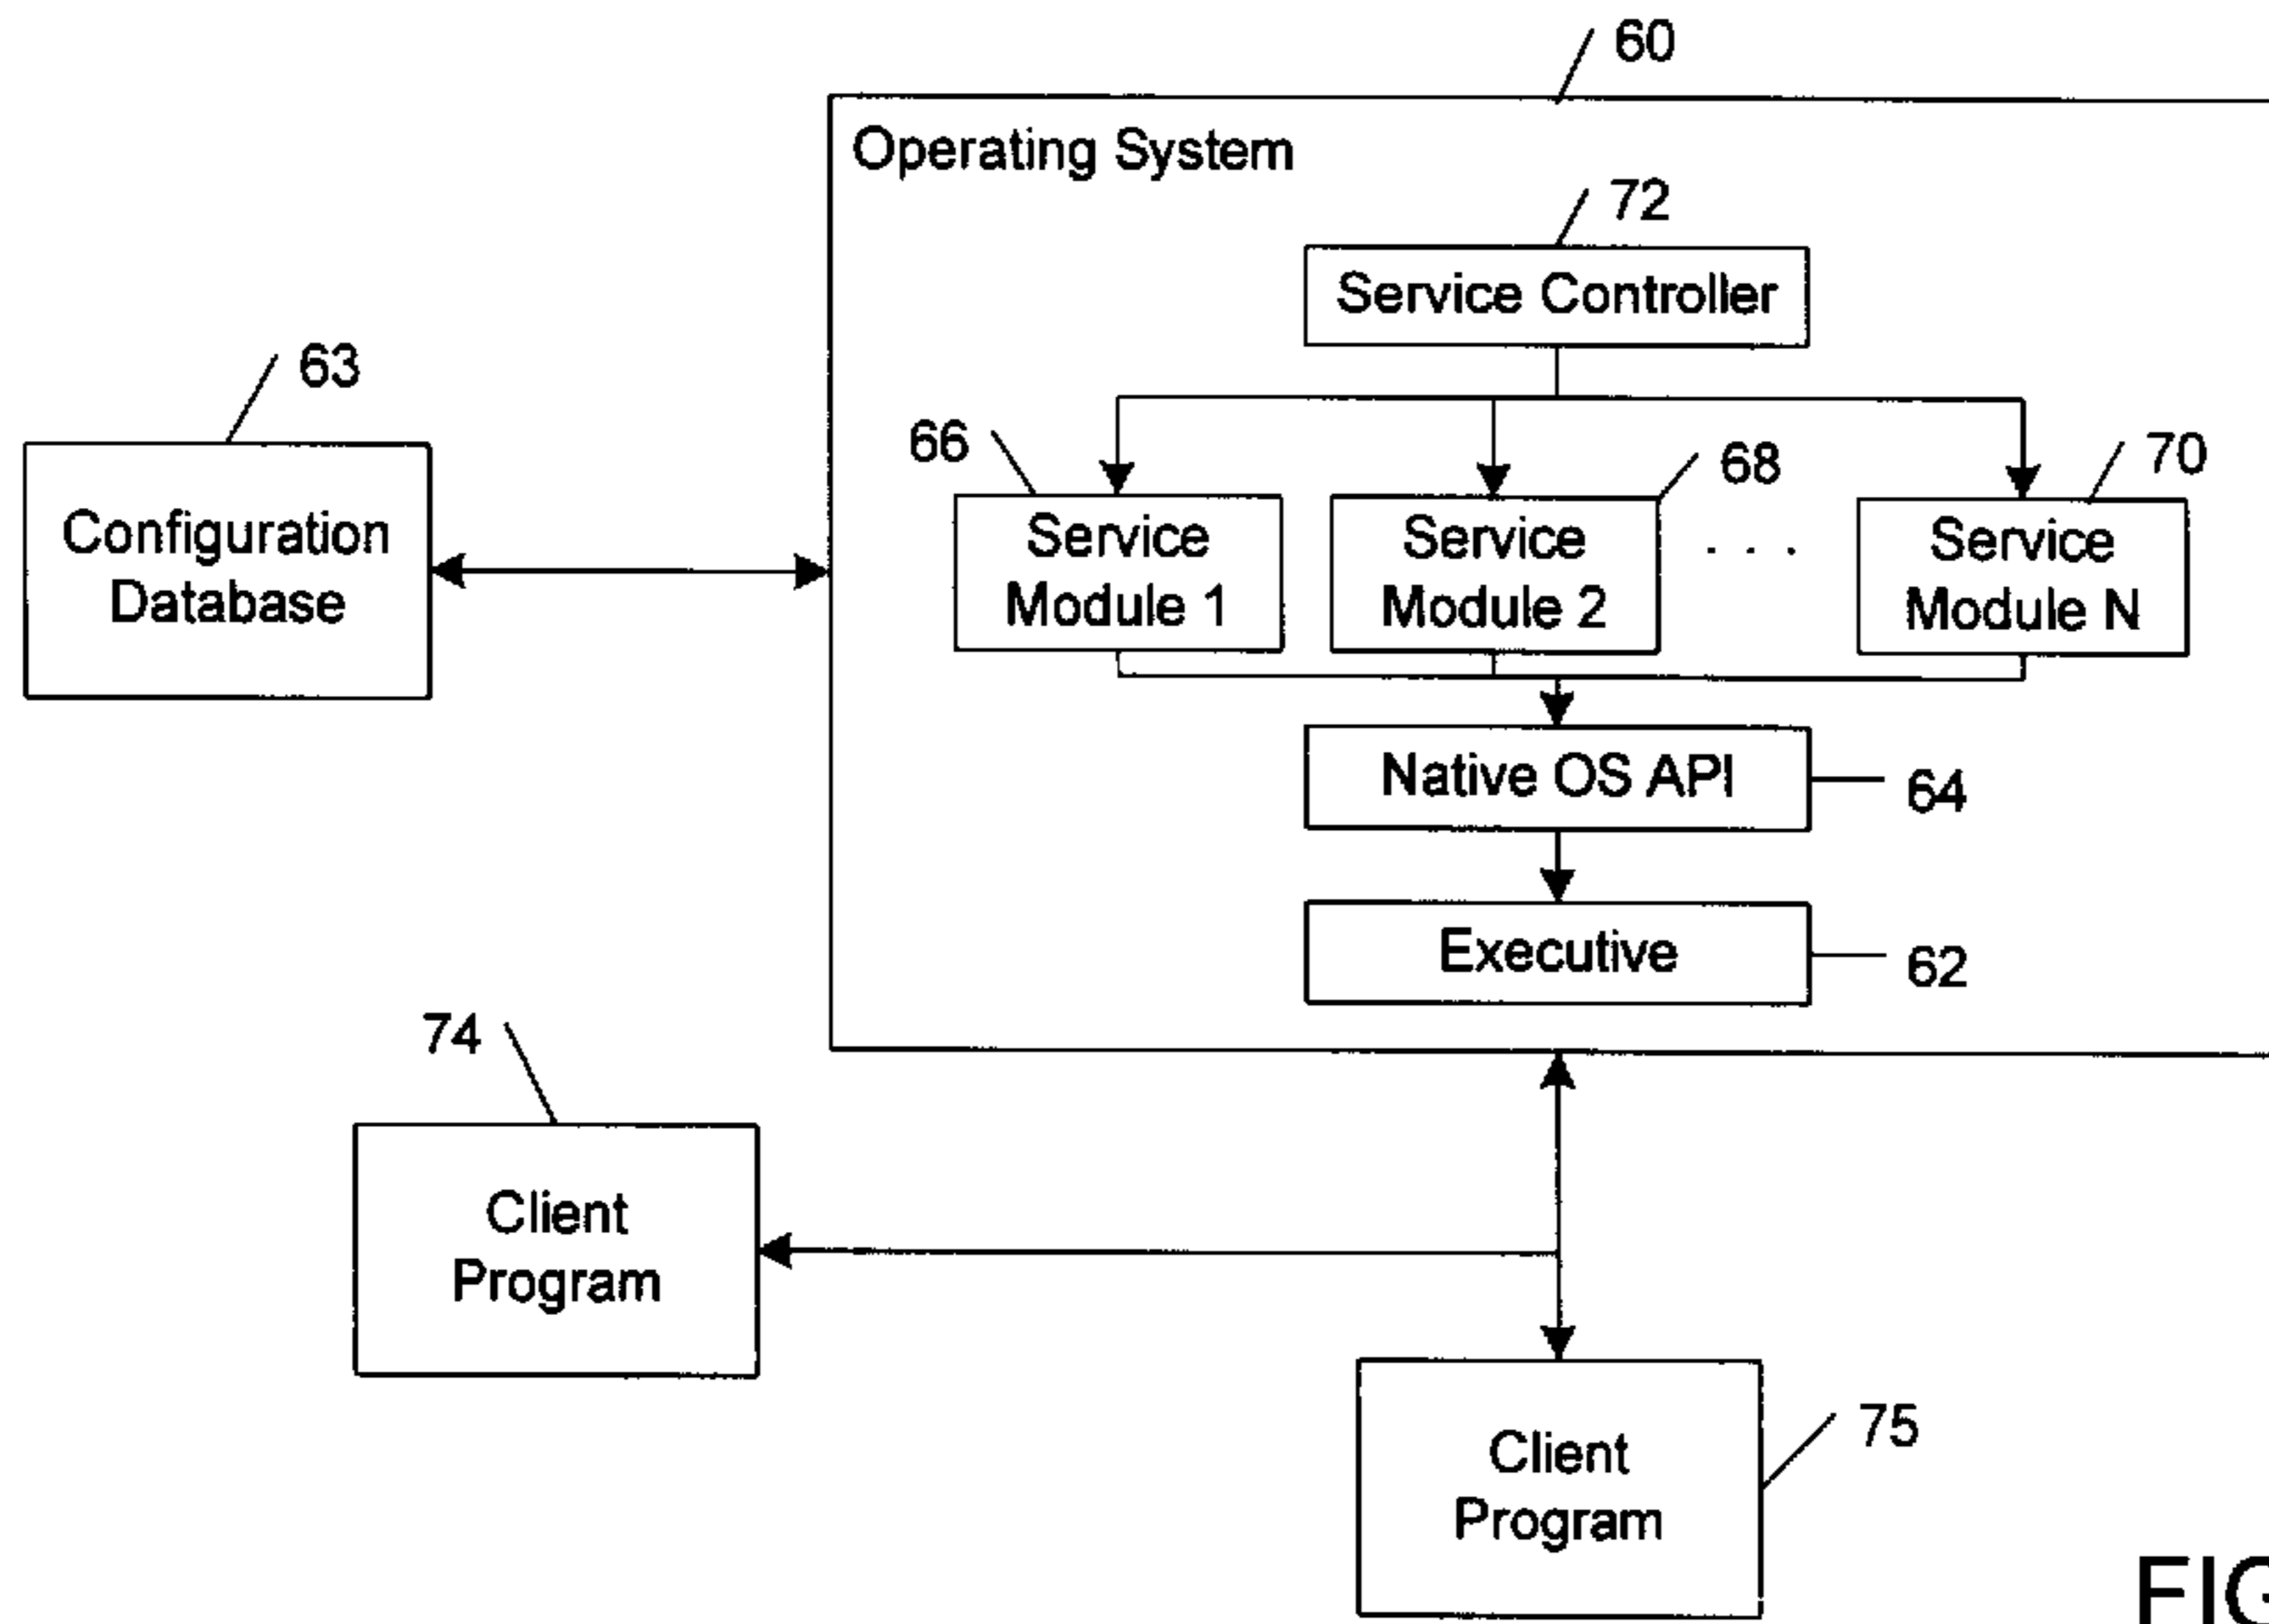 60
Operating System
72
Service Controller
63
66
68
70
Configuration
Database
Service
Module 1
Service
Module 2
. . .
Service
Module N
Native OS API
64
Executive
62
74
Client
Program
75
Client
Program